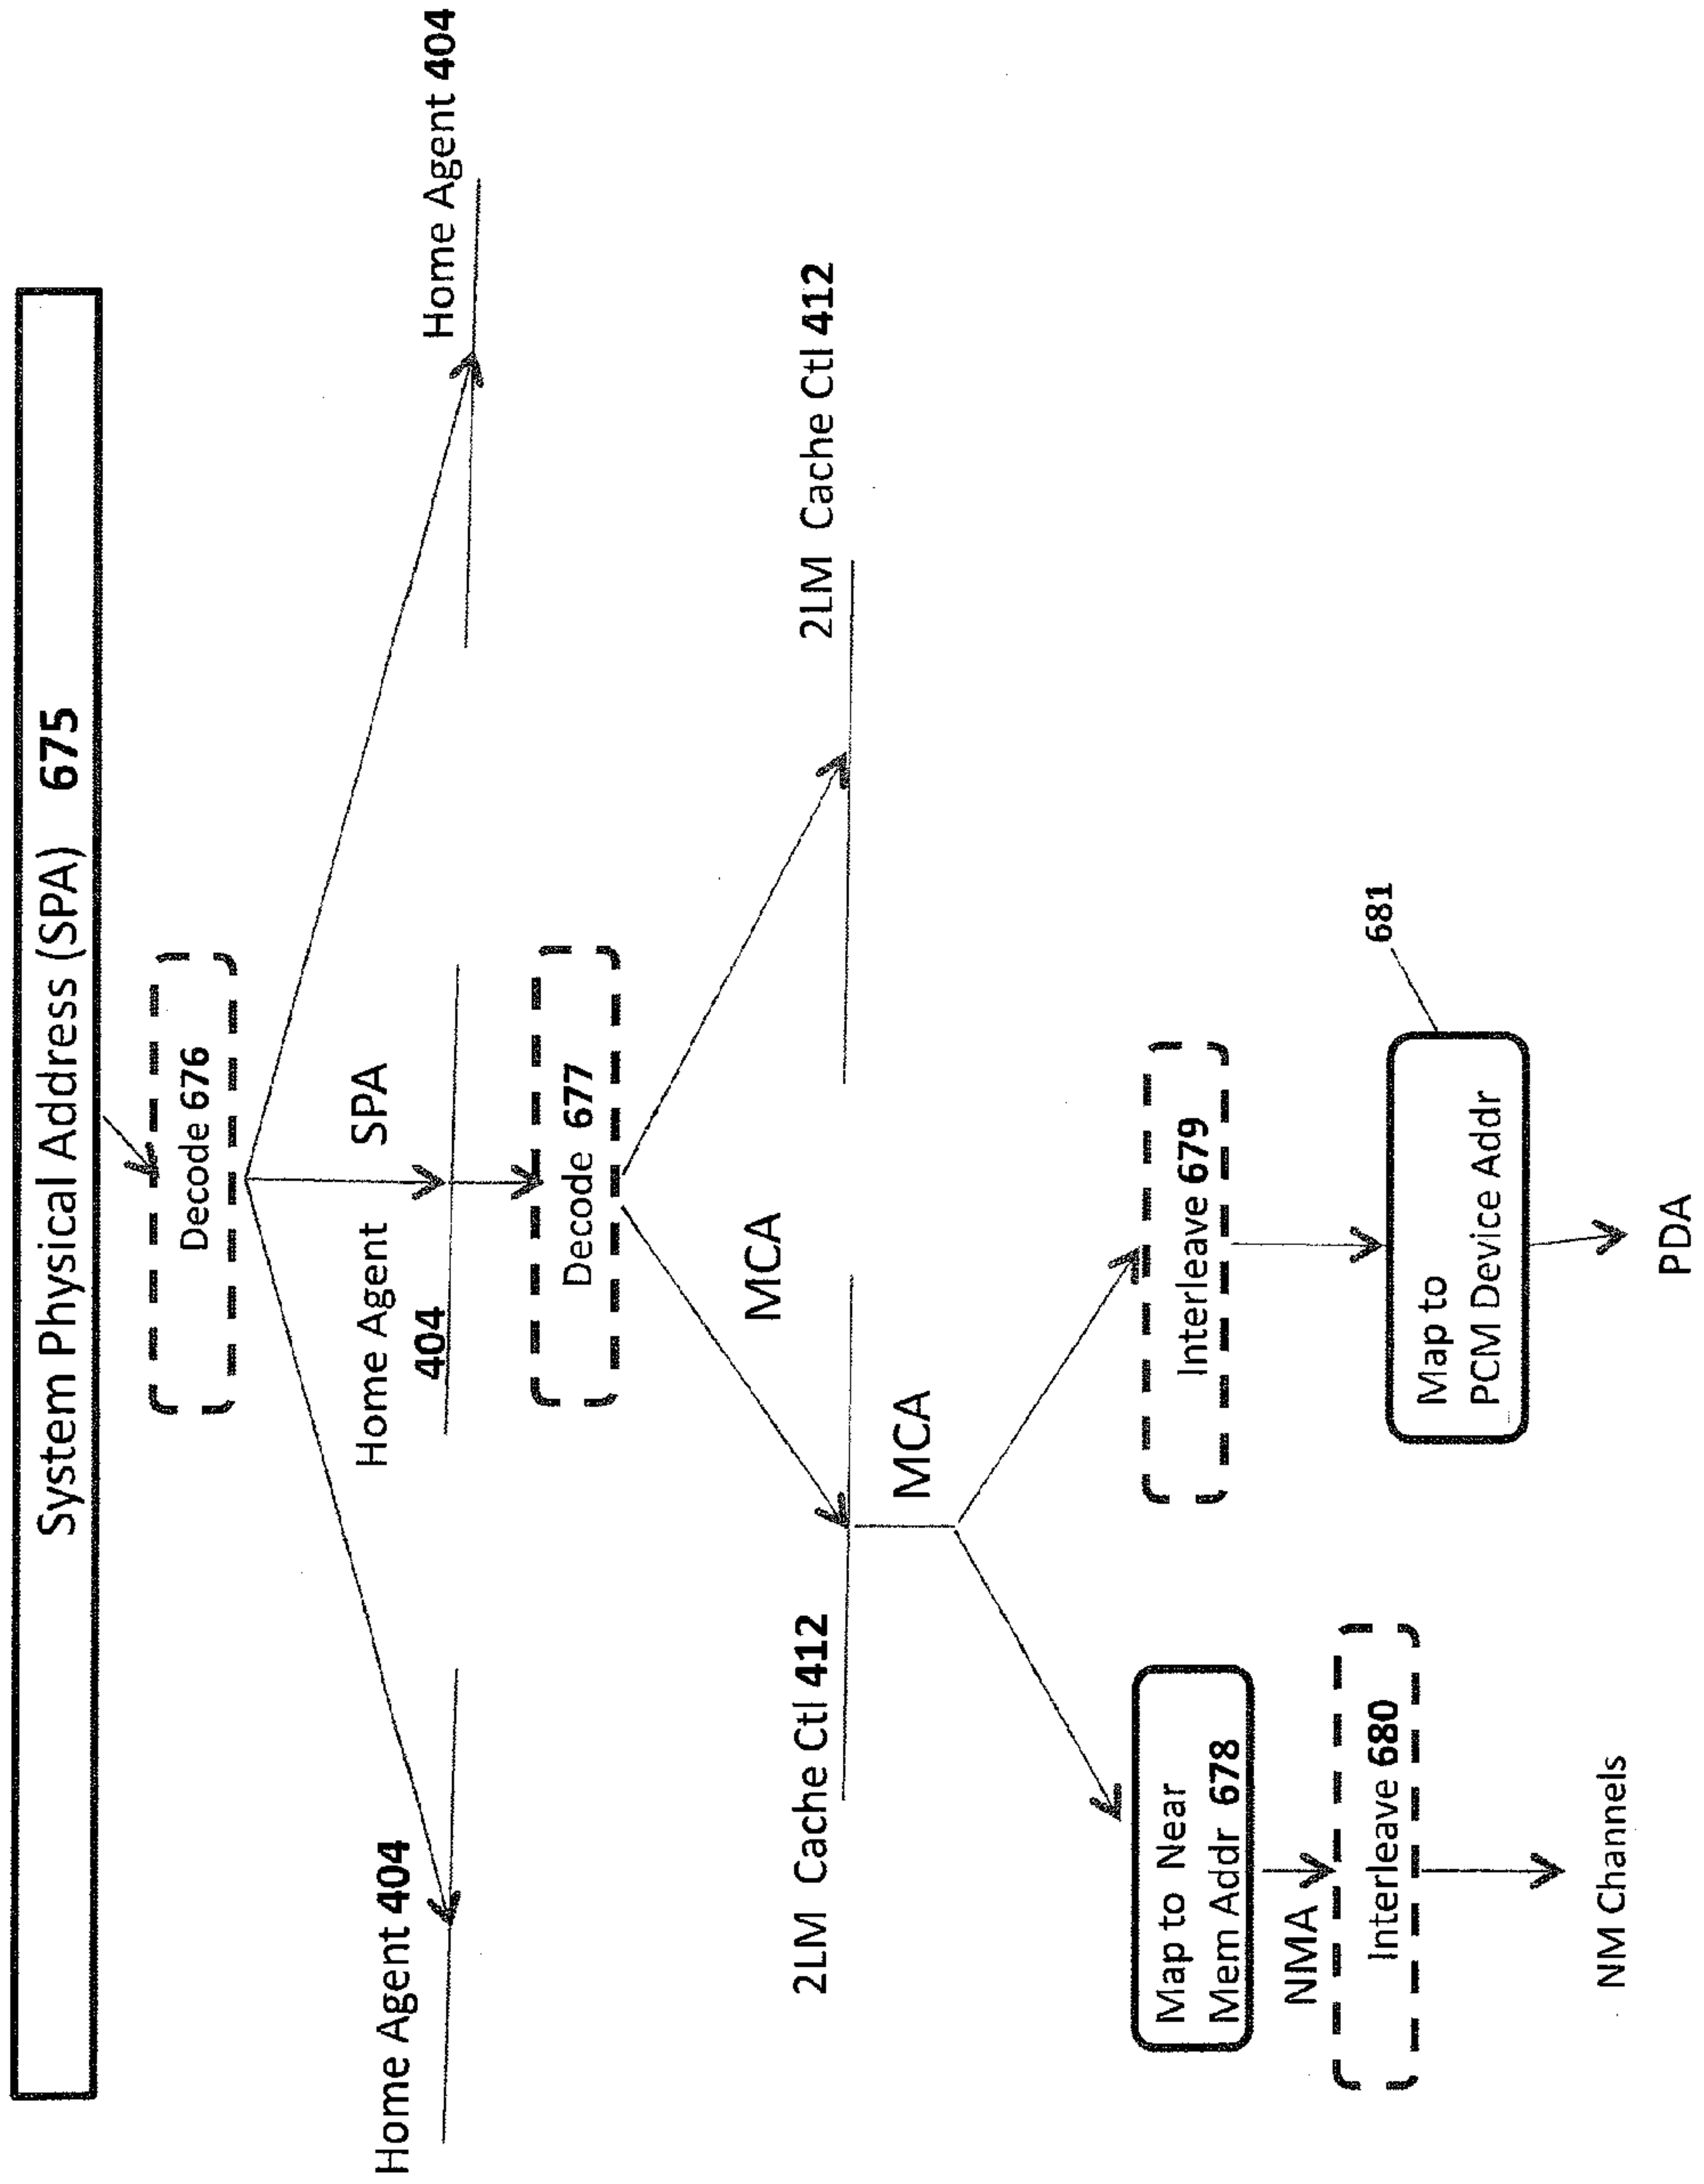 System Physical Address (SPA) 675
Decode 676
Home Agent 404
Home Agent
404
SPA
Home Agent 404
Decode 677
MCA
2LM Cache Ctl 412
2LM Cache Ctl 412
MCA
Map to Near
Mem Addr 678
Interleave 679
NMA
Interleave 680
681
Map to
PCM Device Addr
NM Channels
PDA